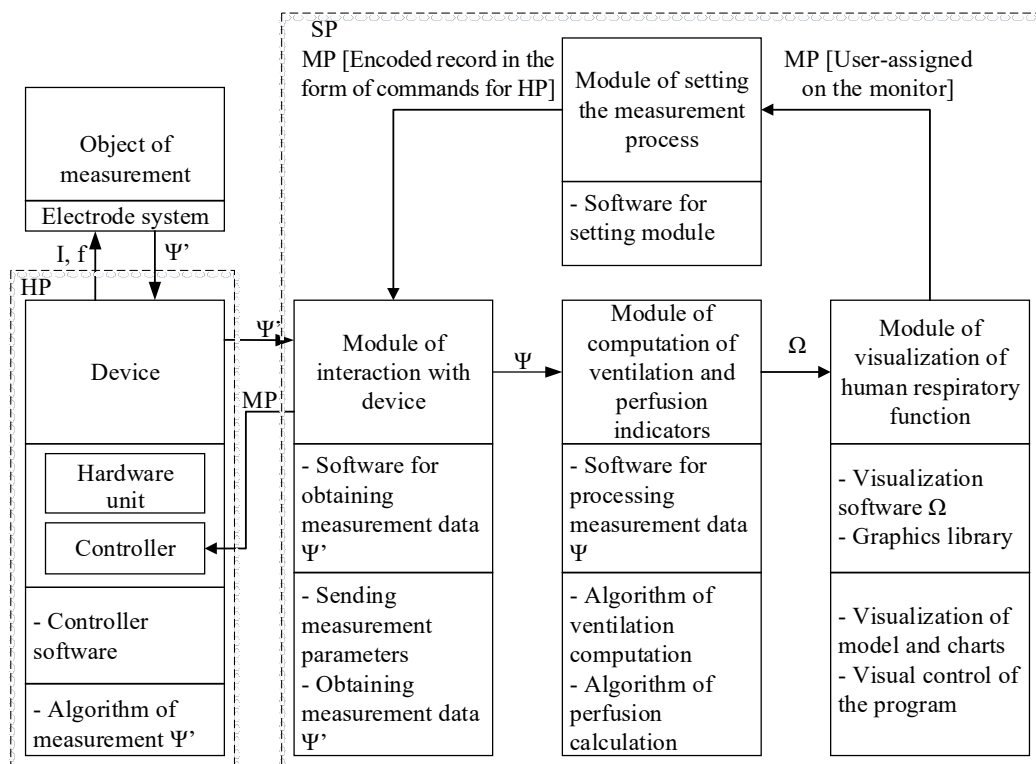 SP
MP [Encoded record in the
form of commands for HP]
Module of setting
the measurement
process
- Software for
setting module
MP [User-assigned
on the monitor]
Object of
measurement
Electrode system
I, f
Ψ’
HP
Device
Hardware
unit
Controller
- Controller
software
- Algorithm of
measurement Ψ’
Ψ’
MP
Module of
interaction with
device
- Software for
obtaining
measurement data
Ψ’
- Sending
measurement
parameters
- Obtaining
measurement data
Ψ’
Ψ
Module of
computation of
ventilation and
perfusion
indicators
- Software for
processing
measurement data
Ψ
- Algorithm of
ventilation
computation
- Algorithm of
perfusion
calculation
Ω
Module of
visualization of
human respiratory
function
- Visualization
software Ω
- Graphics library
- Visualization of
model and charts
- Visual control of
the program